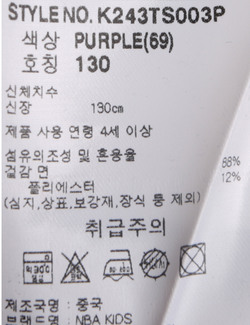 STYLE NO. K243TS003P
색상 PURPLE(69)
호칭 130
신체치수
신장 130cm
제품 사용 연령 4세 이상
섬유의조성 및 혼용율
겉감 면 88%
폴리에스터 12%
(심지,상표,보강재,장식 등 제외)
취급주의
제조국명 : 중국
브랜드명 : NBA KIDS